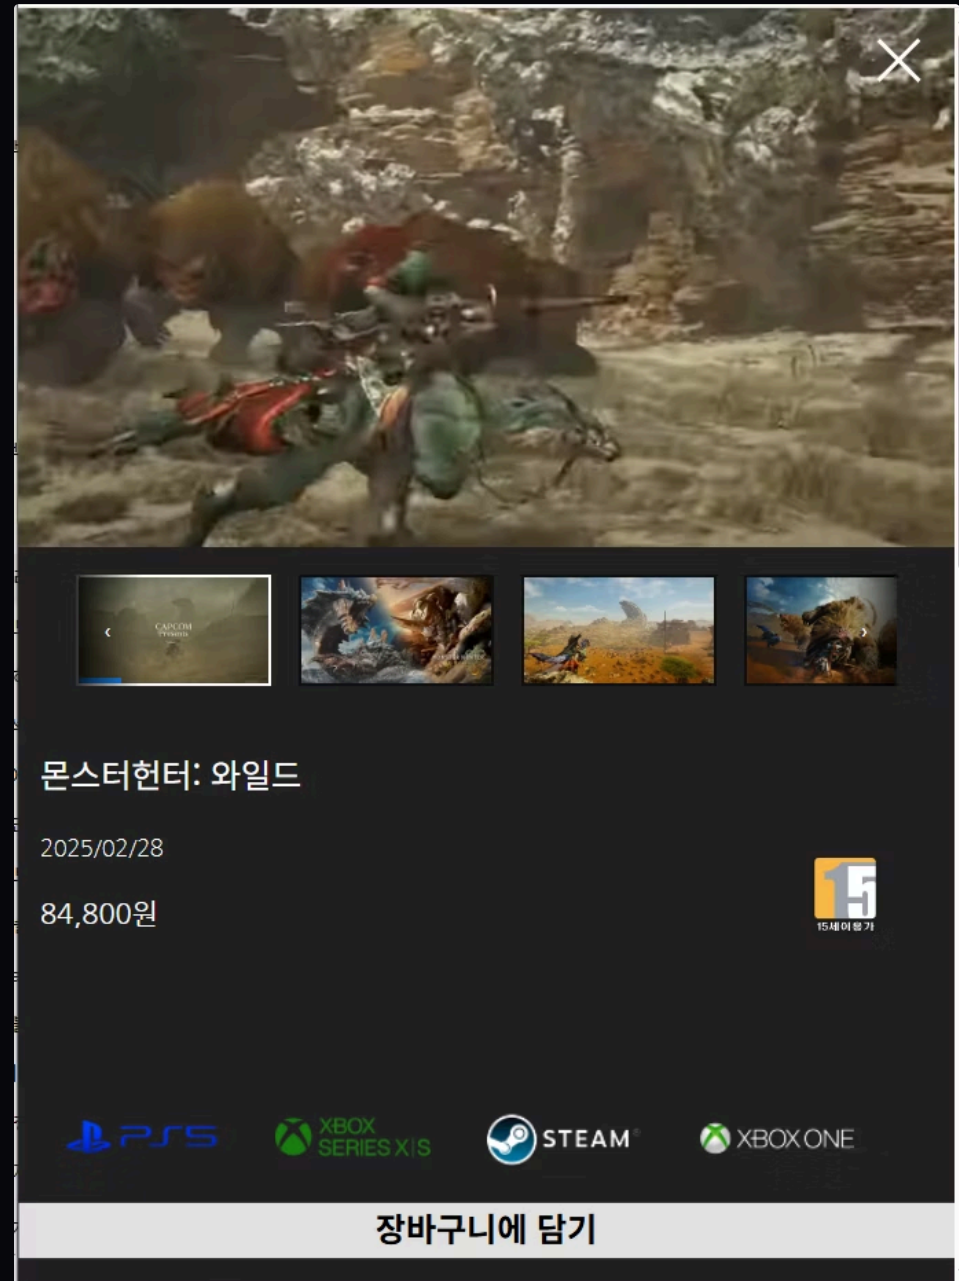 CAPCOM
몬스터헌터: 와일드
2025/02/28
84,800원
15
15세이용가
PS5
XBOX
SERIES X|S
STEAM
XBOX ONE
장바구니에 담기